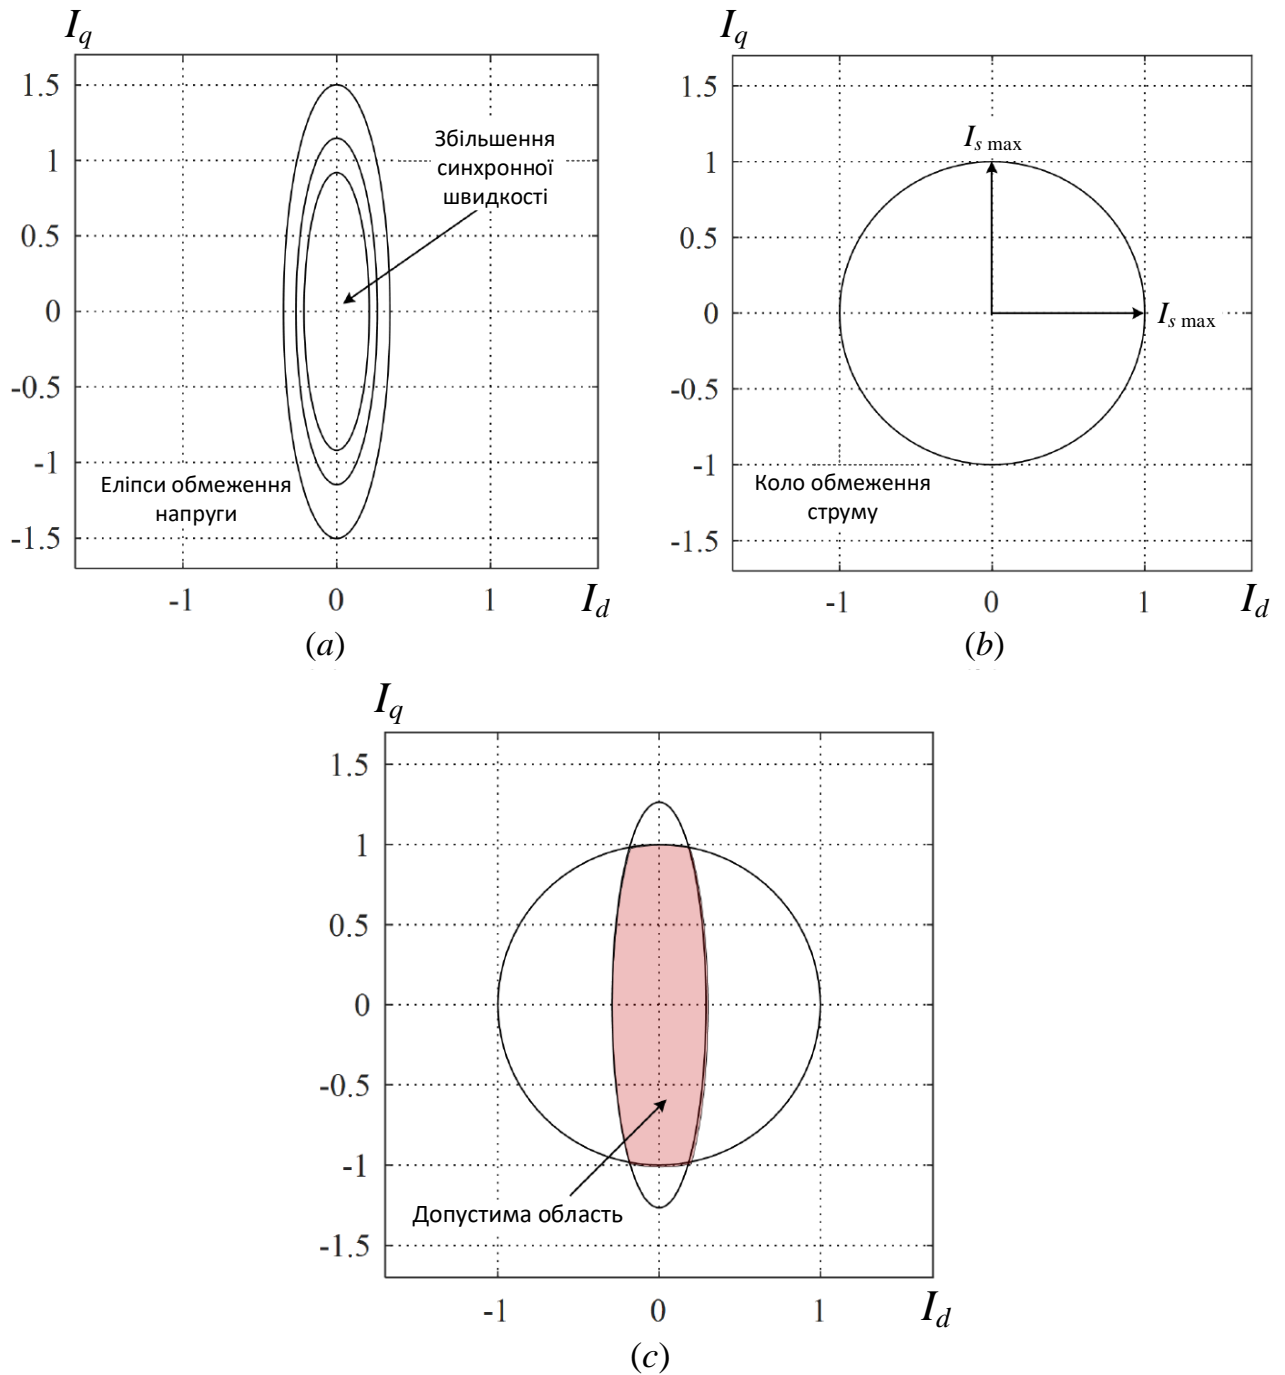 I_q
1.5
1
0.5
0
-0.5
-1
-1.5
Збільшення
синхронної
швидкості
Еліпси обмеження
напруги
-1 0 1 I_d
(a)
I_q
1.5
1
0.5
0
-0.5
-1
-1.5
I_s max
I_s max
Коло обмеження
струму
-1 0 1 I_d
(b)
I_q
1.5
1
0.5
0
-0.5
-1
-1.5
Допустима область
-1 0 1 I_d
(c)